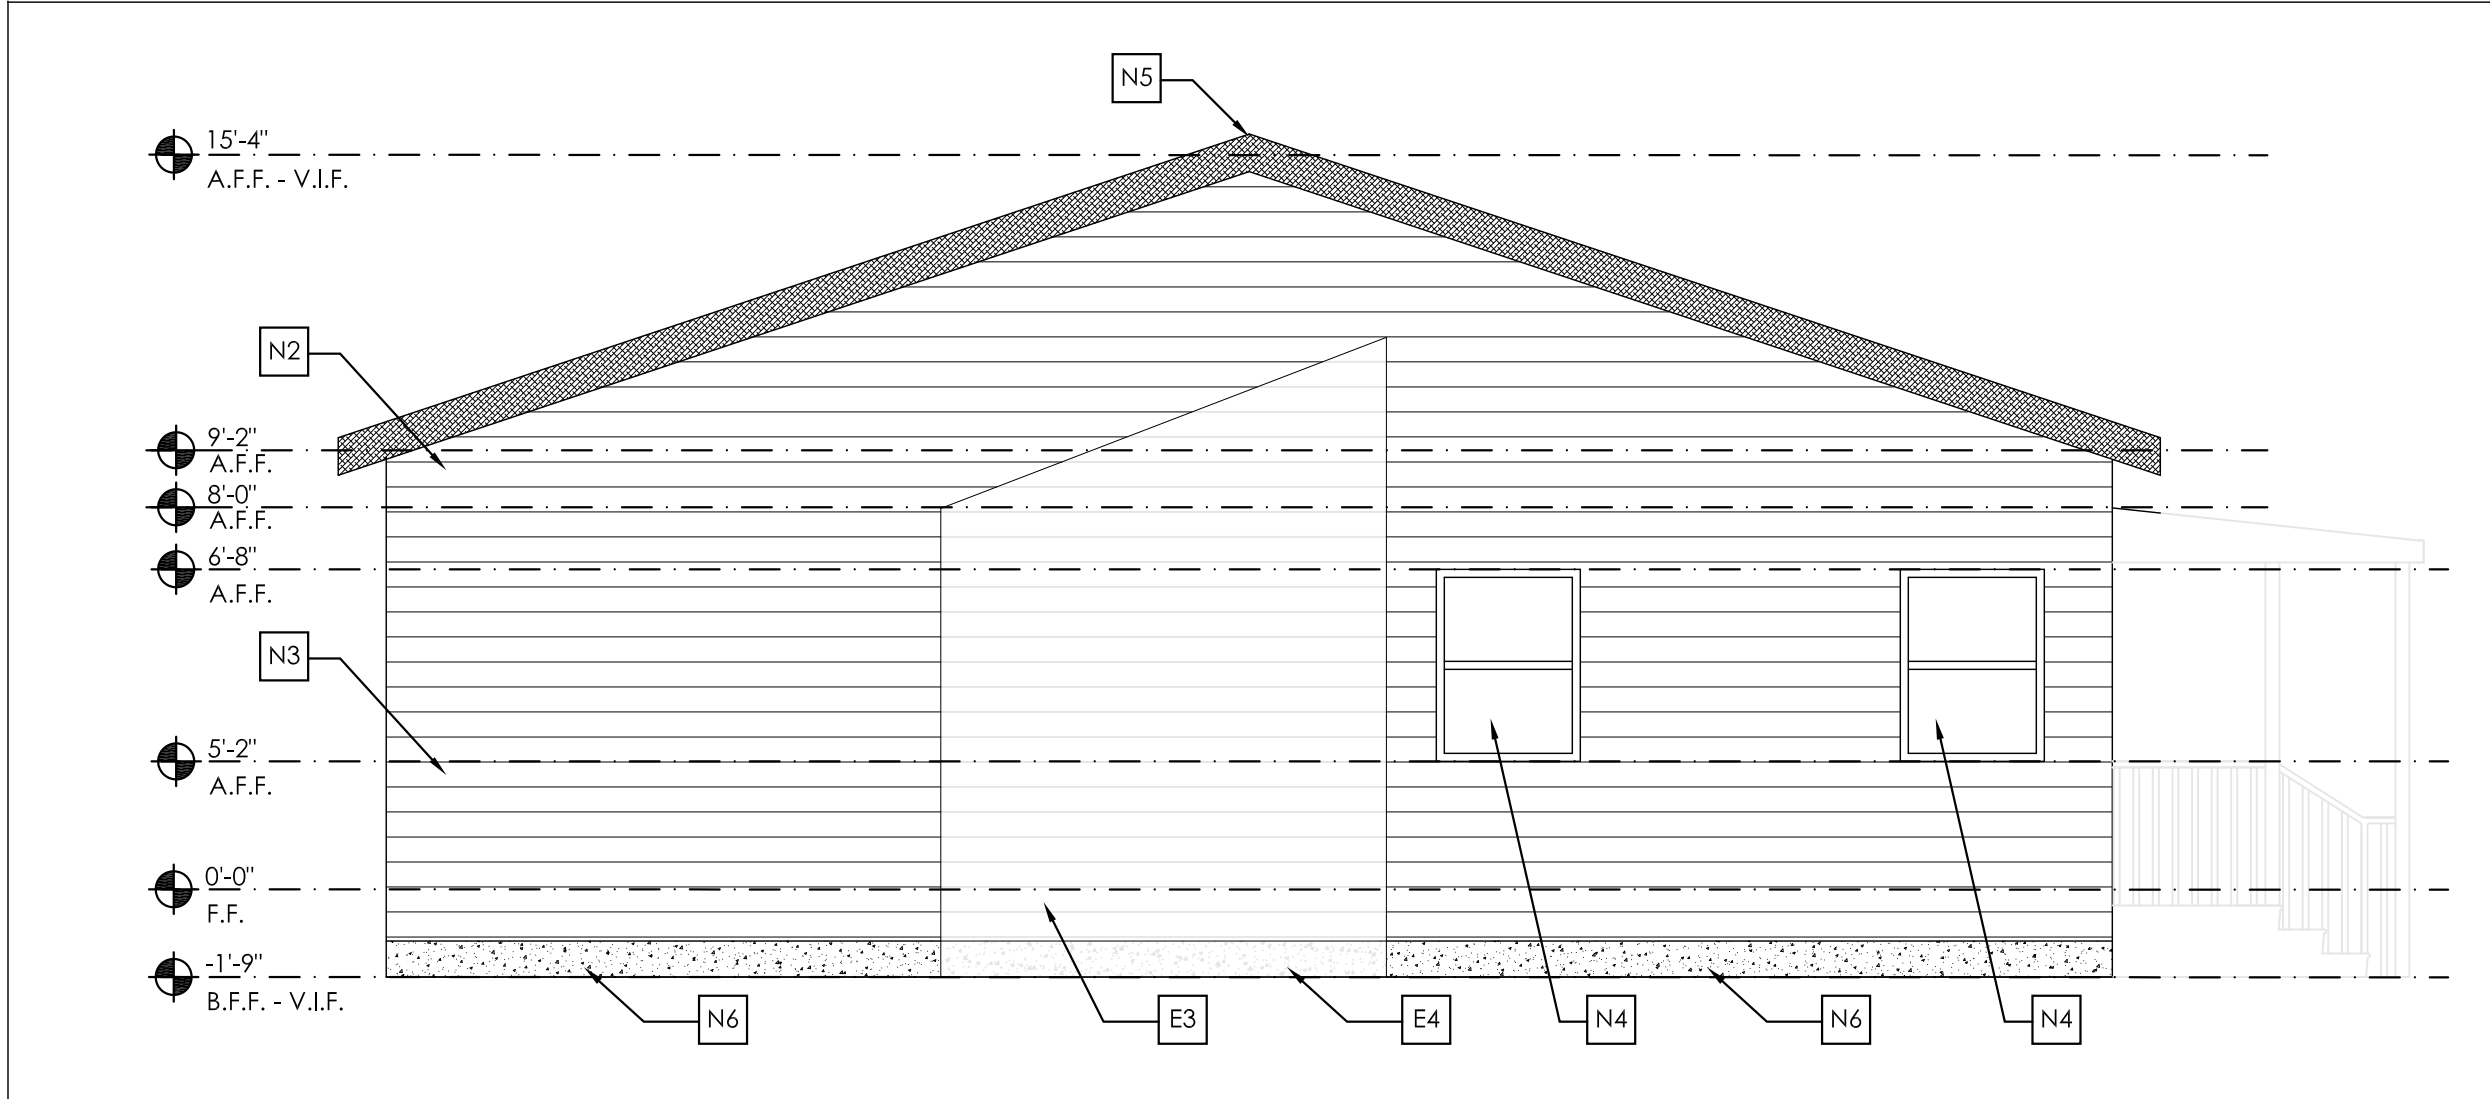 N5
15'-4"
A.F.F. - V.I.F.
N2
9'-2"
A.F.F.
8'-0"
A.F.F.
6'-8"
A.F.F.
N3
5'-2"
A.F.F.
0'-0"
F.F.
-1'-9"
B.F.F. - V.I.F.
N6 E3 E4 N4 N6 N4